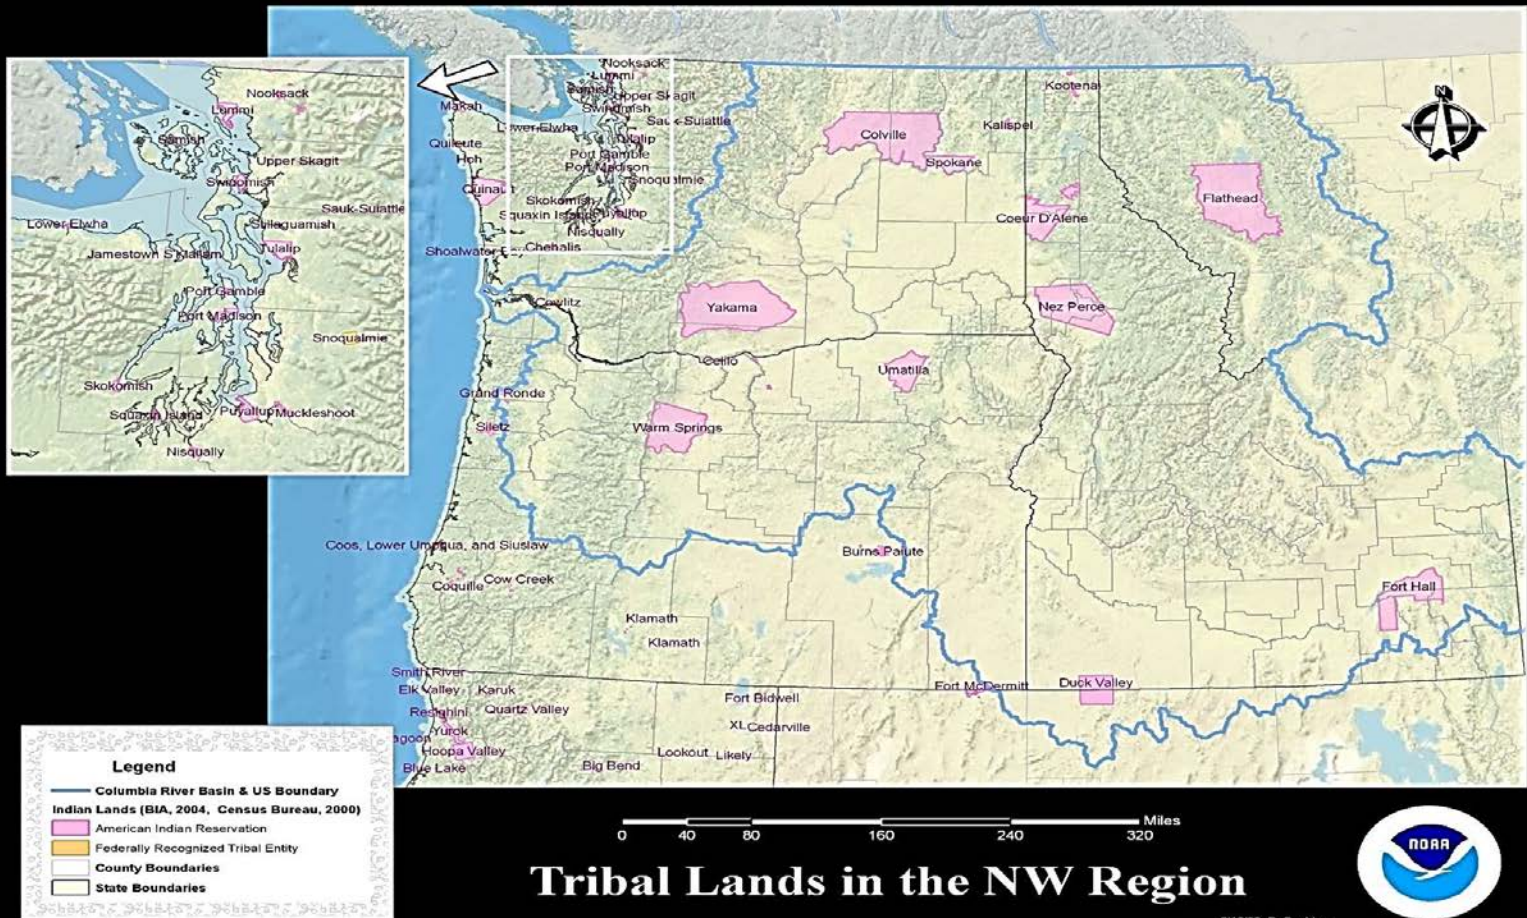 Nooksack
Lummi
Samish
Upper Skagit
Swinomish
Sauk-Suiattle
Lower Elwha
Stillaguamish
Tulalip
Jamestown S'Klallam
Port Gamble
Port Madison
Snoqualmie
Skokomish
Squaxin Island
Puyallup
Muckleshoot
Nisqually
Nooksack
Lummi
Samish
Upper Skagit
Swinomish
Sauk-Suiattle
Makah
Lower Elwha
Tulalip
Quileute
Port Gamble
Hoh
Port Madison
Snoqualmie
Quinault
Skokomish
Squaxin Island
Puyallup
Nisqually
Shoalwater
Chehalis
Cowlitz
Kootenai
Kalispel
Colville
Spokane
Flathead
Coeur D'Alene
Yakama
Nez Perce
Celilo
Umatilla
Grand Ronde
Siletz
Warm Springs
Coos, Lower Umpqua, and Siuslaw
Burns Paiute
Coquille
Cow Creek
Fort Hall
Klamath
Klamath
Smith River
Elk Valley
Karuk
Fort Bidwell
Fort McDermitt
Duck Valley
Resighini
Quartz Valley
Yurok
XL
Cedarville
agoon
Hoopa Valley
Lookout
Likely
Blue Lake
Big Bend
N
Legend
Columbia River Basin & US Boundary
Indian Lands (BIA, 2004, Census Bureau, 2000)
American Indian Reservation
Federally Recognized Tribal Entity
County Boundaries
State Boundaries
Miles
0 40 80 160 240 320
Tribal Lands in the NW Region
NOAA